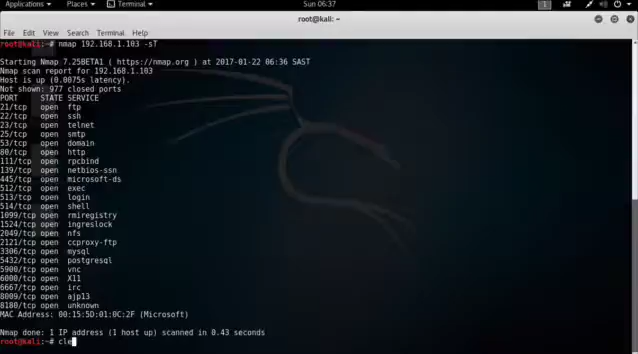 Applications Places Terminal Sun 06:37 1
root@kali: ~
File Edit View Search Terminal Help
root@kali:~# nmap 192.168.1.103 -sT
Starting Nmap 7.25BETA1 ( https://nmap.org ) at 2017-01-22 06:36 SAST
Nmap scan report for 192.168.1.103
Host is up (0.0075s latency).
Not shown: 977 closed ports
PORT STATE SERVICE
21/tcp open ftp
22/tcp open ssh
23/tcp open telnet
25/tcp open smtp
53/tcp open domain
80/tcp open http
111/tcp open rpcbind
139/tcp open netbios-ssn
445/tcp open microsoft-ds
512/tcp open exec
513/tcp open login
514/tcp open shell
1099/tcp open rmiregistry
1524/tcp open ingreslock
2049/tcp open nfs
2121/tcp open ccproxy-ftp
3306/tcp open mysql
5432/tcp open postgresql
5900/tcp open vnc
6000/tcp open X11
6667/tcp open irc
8009/tcp open ajp13
8180/tcp open unknown
MAC Address: 00:15:5D:01:0C:2F (Microsoft)
Nmap done: 1 IP address (1 host up) scanned in 0.43 seconds
root@kali:~# cle